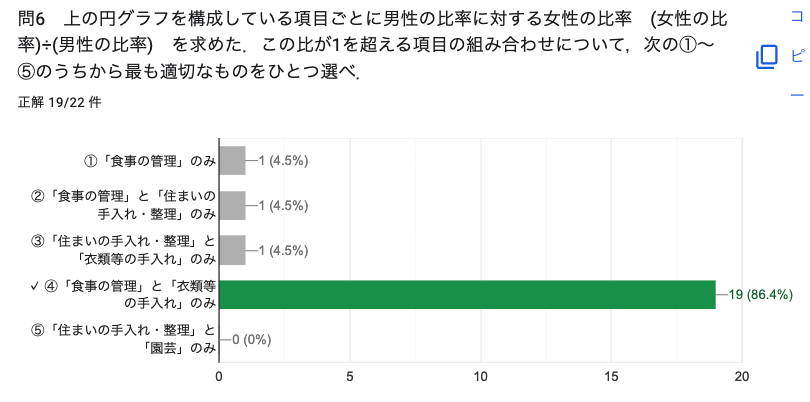 問6　上の円グラフを構成している項目ごとに男性の比率に対する女性の比率　(女性の比
率)÷(男性の比率)　を求めた．この比が1を超える項目の組み合わせについて，次の①～
⑤のうちから最も適切なものをひとつ選べ．
コ
ピ
ー
正解 19/22 件
①「食事の管理」のみ
1 (4.5%)
②「食事の管理」と「住まいの
手入れ・整理」のみ
1 (4.5%)
③「住まいの手入れ・整理」と
「衣類等の手入れ」のみ
1 (4.5%)
✓ ④「食事の管理」と「衣類等
の手入れ」のみ
19 (86.4%)
⑤「住まいの手入れ・整理」と
「園芸」のみ
0 (0%)
0 5 10 15 20